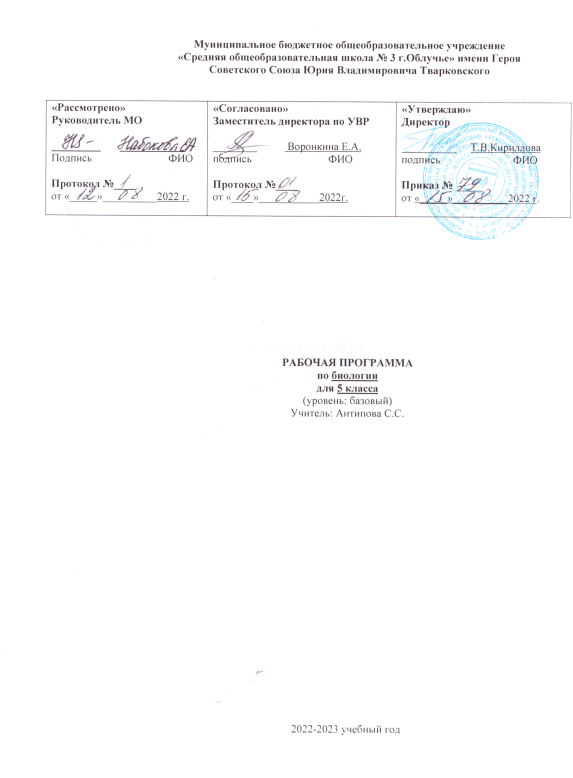 Муниципальное бюджетное общеобразовательное учреждение
«Средняя общеобразовательная школа № 3 г.Облучье» имени Героя
Советского Союза Юрия Владимировича Тварковского
«Рассмотрено»
Руководитель МО
Набокова ЕА
Подпись ФИО
Протокол № 1
от « 12 » 08 2022 г.
«Согласовано»
Заместитель директора по УВР
Воронкина Е.А.
подпись ФИО
Протокол № 01
от « 15 » 08 2022г.
«Утверждаю»
Директор
Т.В.Кириллова
подпись ФИО
Приказ № 79
от « 15 » 08 2022 г.
РАБОЧАЯ ПРОГРАММА
по биологии
для 5 класса
(уровень: базовый)
Учитель: Антипова С.С.
2022-2023 учебный год